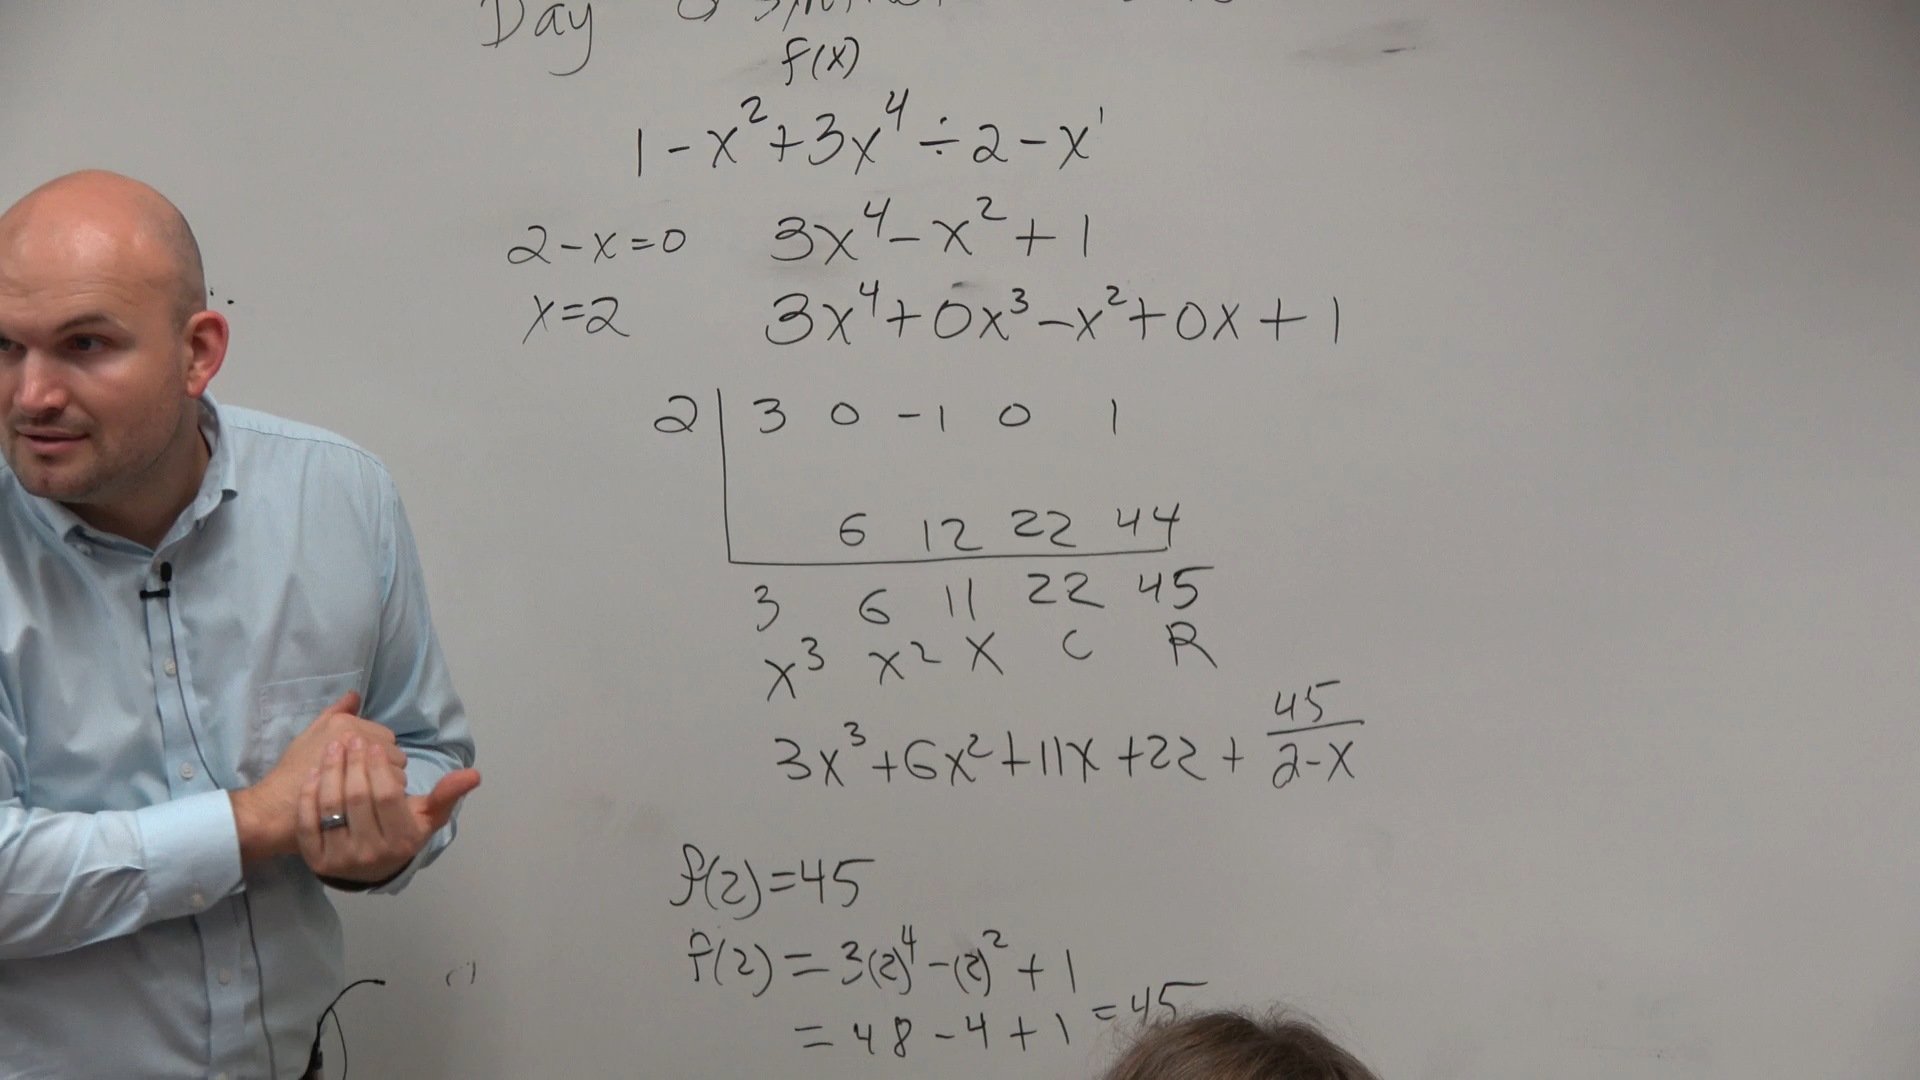 Day
f(x)
1 - x² + 3x⁴ ÷ 2 - x¹
2 - x = 0 3x⁴ - x² + 1
x = 2 3x⁴ + 0x³ - x² + 0x + 1
2 | 3 0 -1 0 1
6 12 22 44
3 6 11 22 45
x³ x² x C R
3x³ + 6x² + 11x + 22 + 45/(2-x)
f(2) = 45
f(2) = 3(2)⁴ - (2)² + 1
= 48 - 4 + 1 = 45